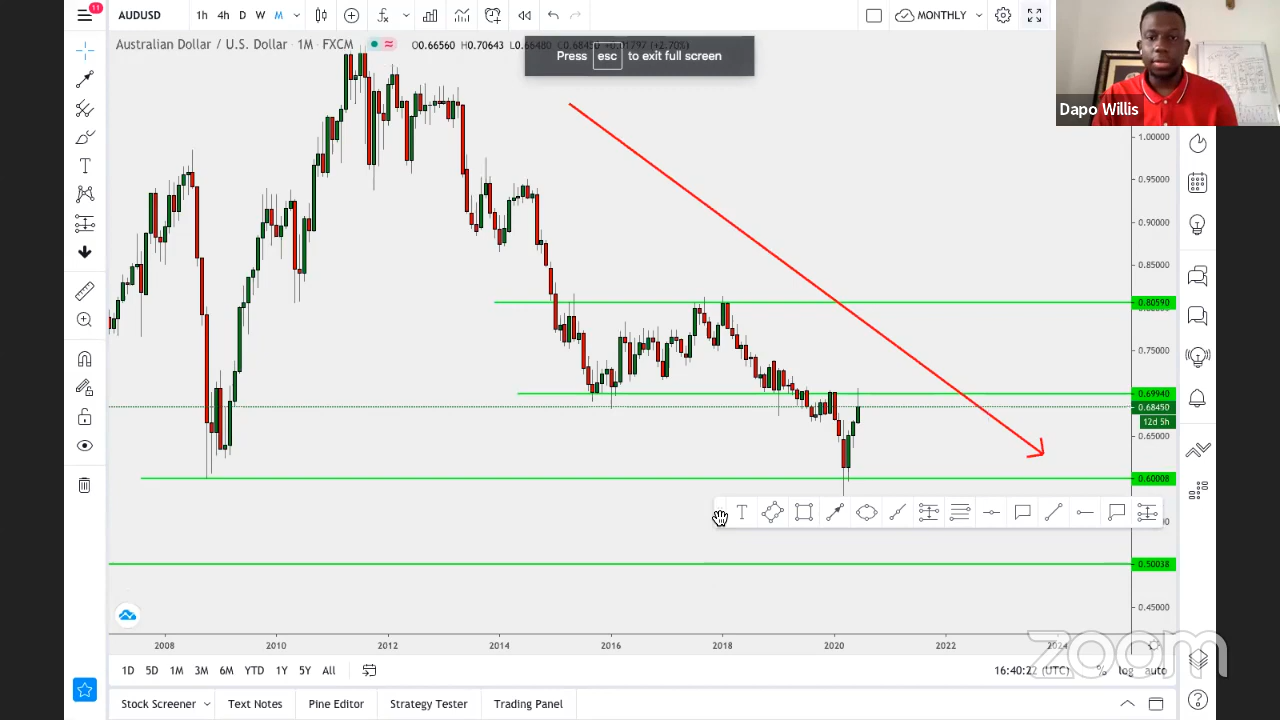 11
AUDUSD
1h 4h D W M
MONTHLY
Australian Dollar / U.S. Dollar · 1M · FXCM
O0.66560 H0.70643 L0.66480
Press esc to exit full screen
Dapo Willis
1.00000
0.95000
0.90000
0.85000
0.80590
0.75000
0.69940
0.68450
12d 5h
0.65000
0.60008
T
0.50038
0.45000
2008 2010 2012 2014 2016 2018 2020 2022 2024
zoom
1D 5D 1M 3M 6M YTD 1Y 5Y All
16:40:22 (UTC) % log auto
Stock Screener Text Notes Pine Editor Strategy Tester Trading Panel